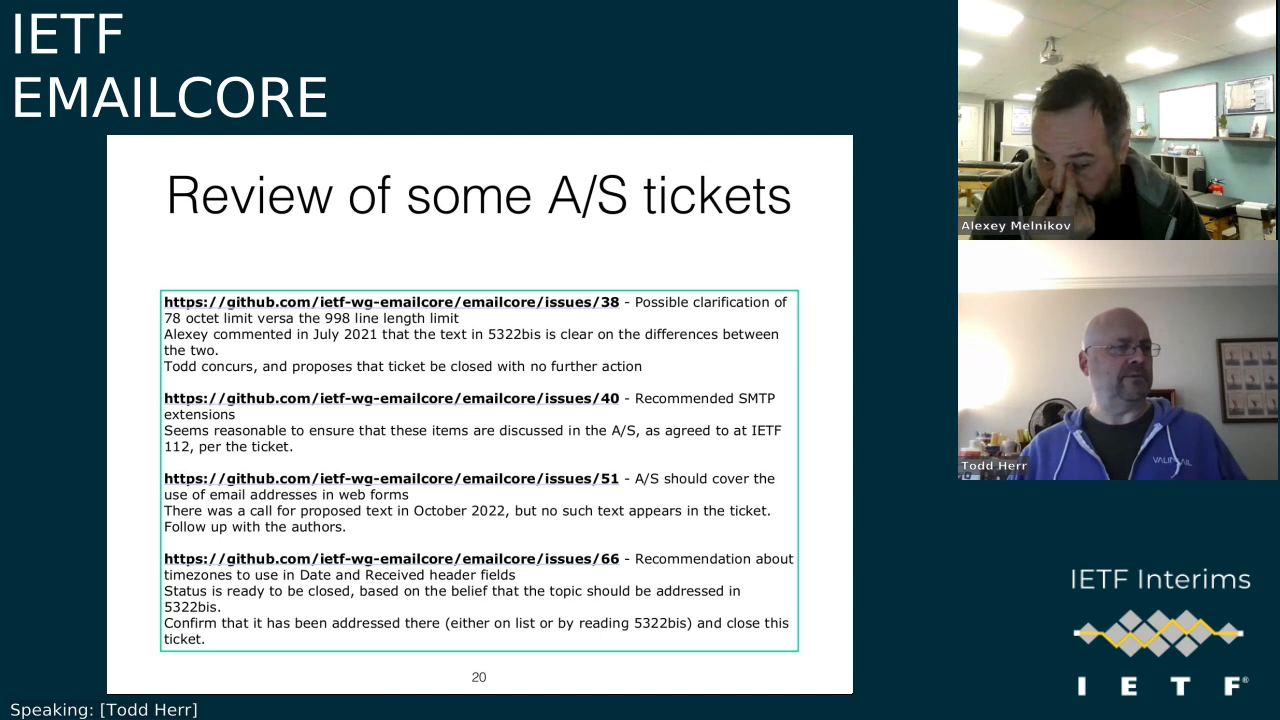 IETF
EMAILCORE
Review of some A/S tickets
https://github.com/ietf-wg-emailcore/emailcore/issues/38 - Possible clarification of
78 octet limit versa the 998 line length limit
Alexey commented in July 2021 that the text in 5322bis is clear on the differences between
the two.
Todd concurs, and proposes that ticket be closed with no further action
https://github.com/ietf-wg-emailcore/emailcore/issues/40 - Recommended SMTP
extensions
Seems reasonable to ensure that these items are discussed in the A/S, as agreed to at IETF
112, per the ticket.
https://github.com/ietf-wg-emailcore/emailcore/issues/51 - A/S should cover the
use of email addresses in web forms
There was a call for proposed text in October 2022, but no such text appears in the ticket.
Follow up with the authors.
https://github.com/ietf-wg-emailcore/emailcore/issues/66 - Recommendation about
timezones to use in Date and Received header fields
Status is ready to be closed, based on the belief that the topic should be addressed in
5322bis.
Confirm that it has been addressed there (either on list or by reading 5322bis) and close this
ticket.
20
Alexey Melnikov
Todd Herr
IETF Interims
I E T F®
Speaking: [Todd Herr]